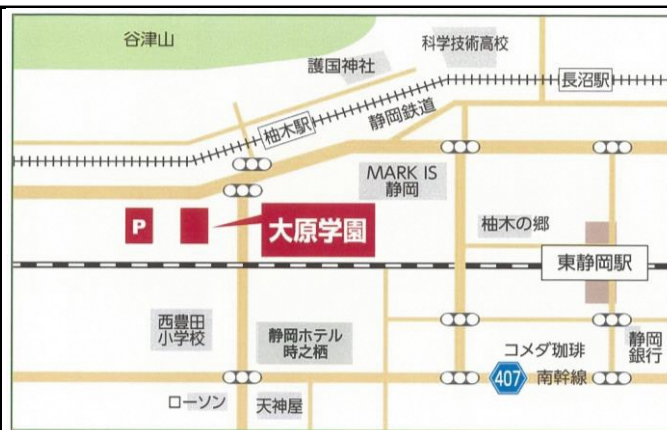 谷津山
科学技術高校
護国神社
長沼駅
柚木駅
静岡鉄道
MARK IS
静岡
柚木の郷
P
大原学園
東静岡駅
西豊田
小学校
静岡ホテル
時之栖
コメダ珈琲
静岡
銀行
407
南幹線
ローソン
天神屋